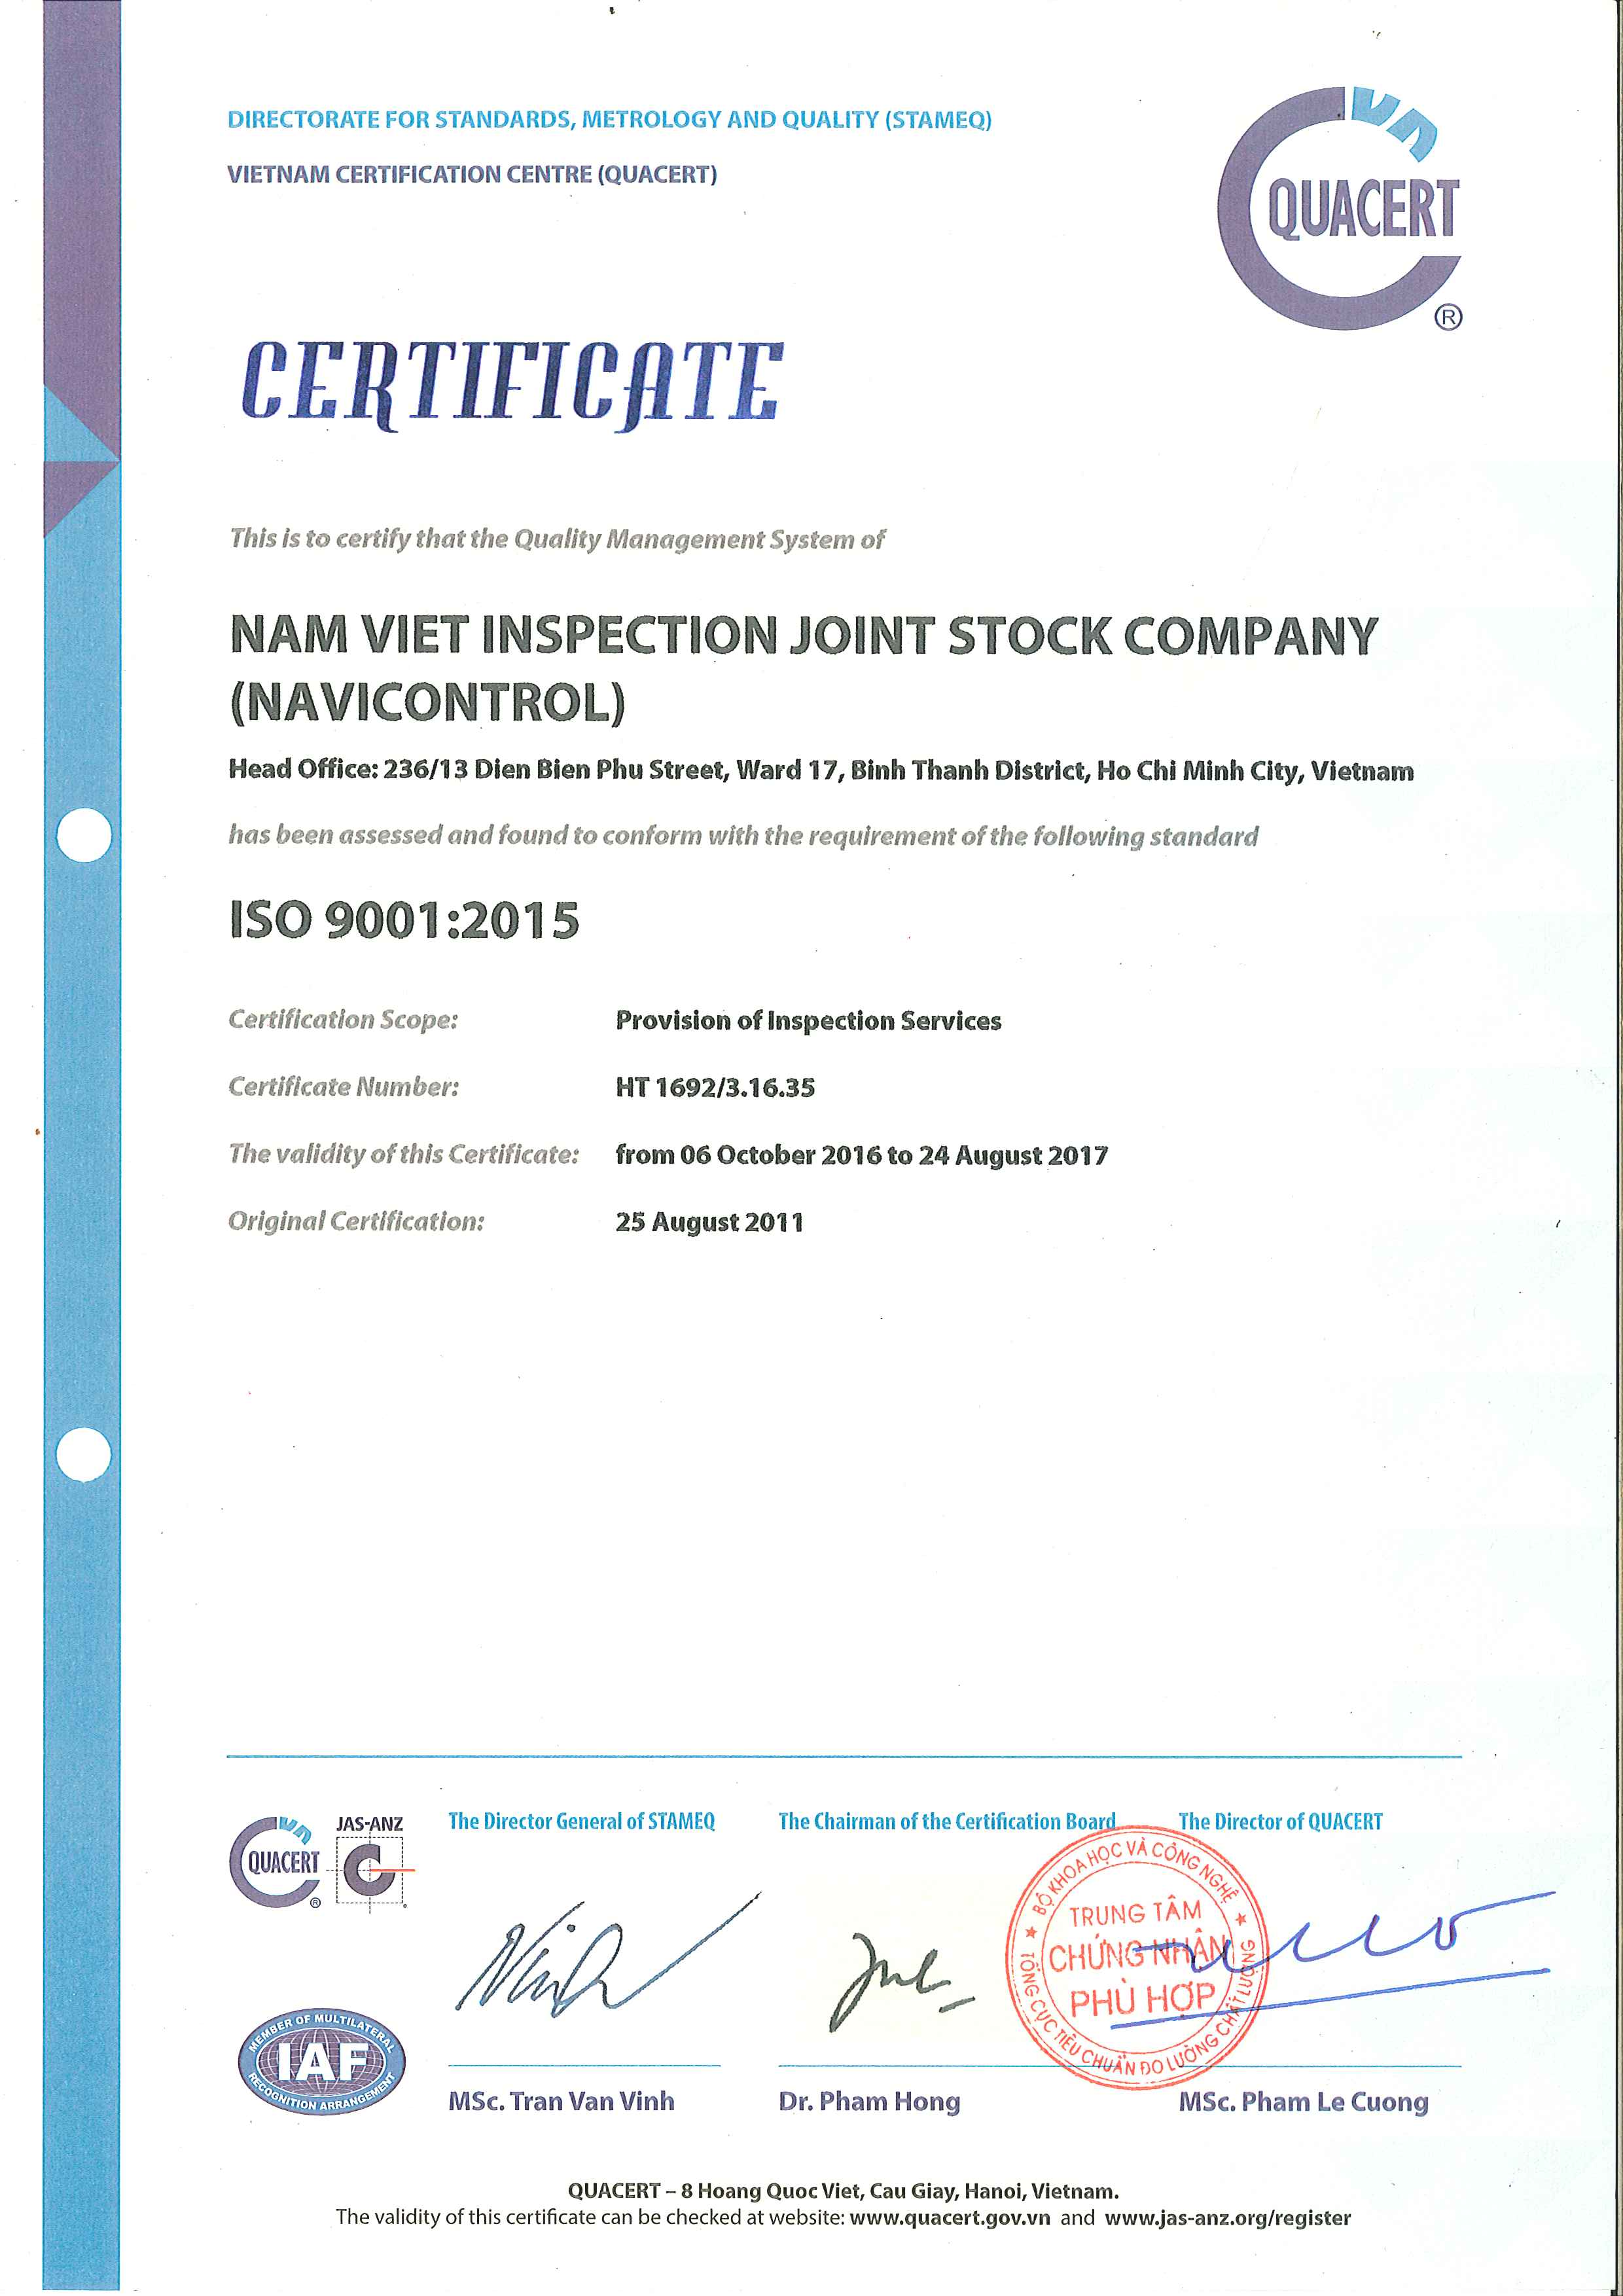 DIRECTORATE FOR STANDARDS, METROLOGY AND QUALITY (STAMEQ)
VIETNAM CERTIFICATION CENTRE (QUACERT)
QUACERT
®
CERTIFICATE
This is to certify that the Quality Management System of
NAM VIET INSPECTION JOINT STOCK COMPANY
(NAVICONTROL)
Head Office: 236/13 Dien Bien Phu Street, Ward 17, Binh Thanh District, Ho Chi Minh City, Vietnam
has been assessed and found to conform with the requirement of the following standard
ISO 9001:2015
Certification Scope: Provision of Inspection Services
Certificate Number: HT 1692/3.16.35
The validity of this Certificate: from 06 October 2016 to 24 August 2017
Original Certification: 25 August 2011
QUACERT
®
JAS-ANZ
The Director General of STAMEQ
The Chairman of the Certification Board
The Director of QUACERT
BỘ KHOA HỌC VÀ CÔNG NGHỆ
TRUNG TÂM
CHỨNG NHẬN
PHÙ HỢP
TỔNG CỤC TIÊU CHUẨN ĐO LƯỜNG CHẤT LƯỢNG
Vinh
MEMBER OF MULTILATERAL
IAF
RECOGNITION ARRANGEMENT
MSc. Tran Van Vinh
Dr. Pham Hong
MSc. Pham Le Cuong
QUACERT – 8 Hoang Quoc Viet, Cau Giay, Hanoi, Vietnam.
The validity of this certificate can be checked at website: www.quacert.gov.vn and www.jas-anz.org/register